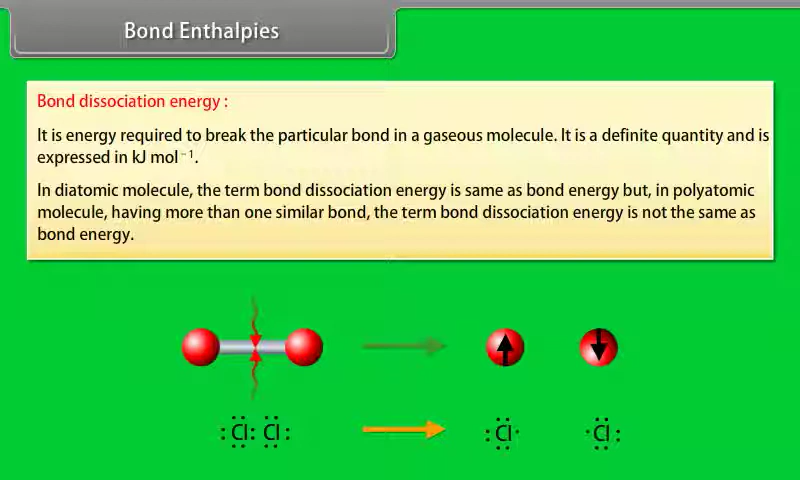 Bond Enthalpies
Bond dissociation energy :
It is energy required to break the particular bond in a gaseous molecule. It is a definite quantity and is
expressed in kJ mol⁻¹.
In diatomic molecule, the term bond dissociation energy is same as bond energy but, in polyatomic
molecule, having more than one similar bond, the term bond dissociation energy is not the same as
bond energy.
:Cl: Cl: :Cl· ·Cl: